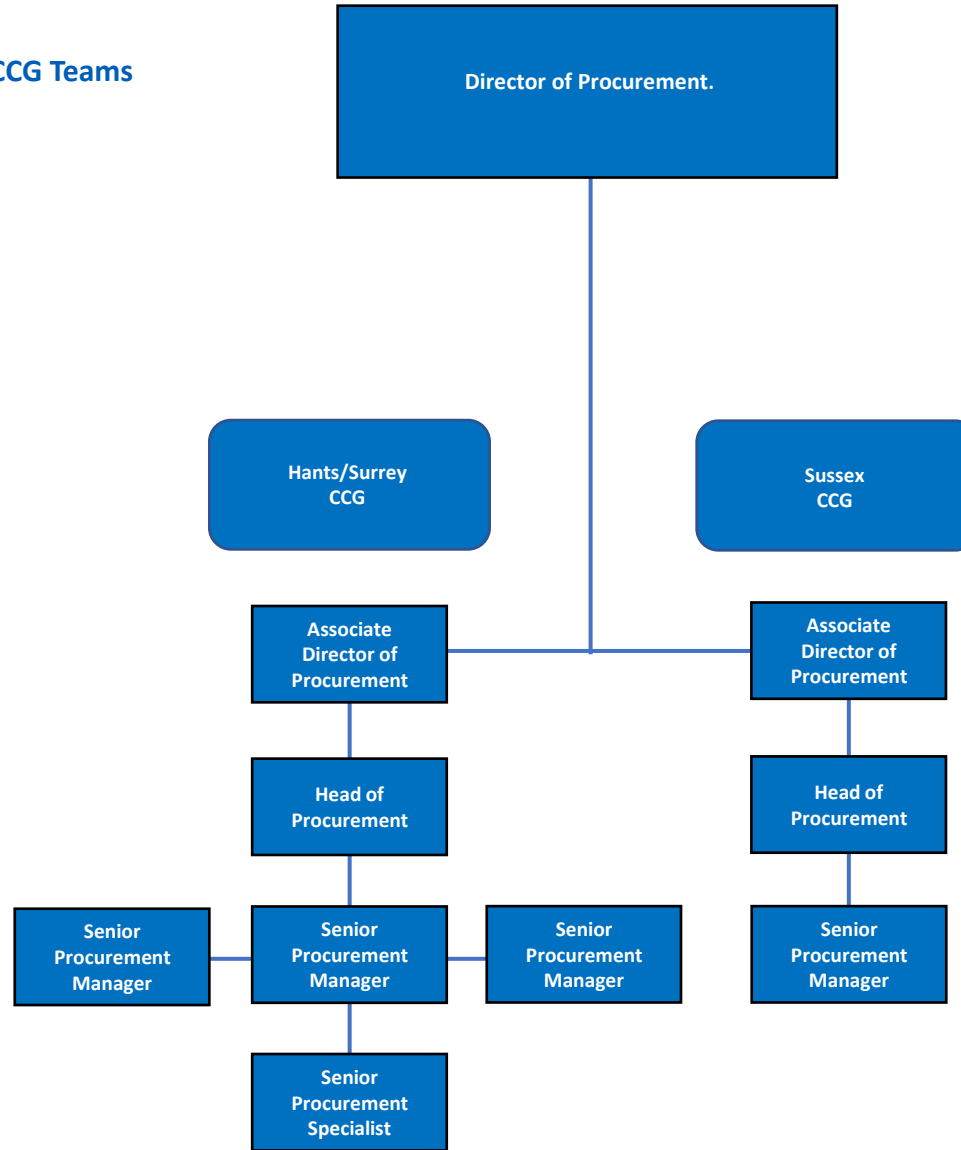 CCG Teams
Director of Procurement.
Hants/Surrey
CCG
Sussex
CCG
Associate
Director of
Procurement
Associate
Director of
Procurement
Head of
Procurement
Head of
Procurement
Senior
Procurement
Manager
Senior
Procurement
Manager
Senior
Procurement
Manager
Senior
Procurement
Manager
Senior
Procurement
Specialist